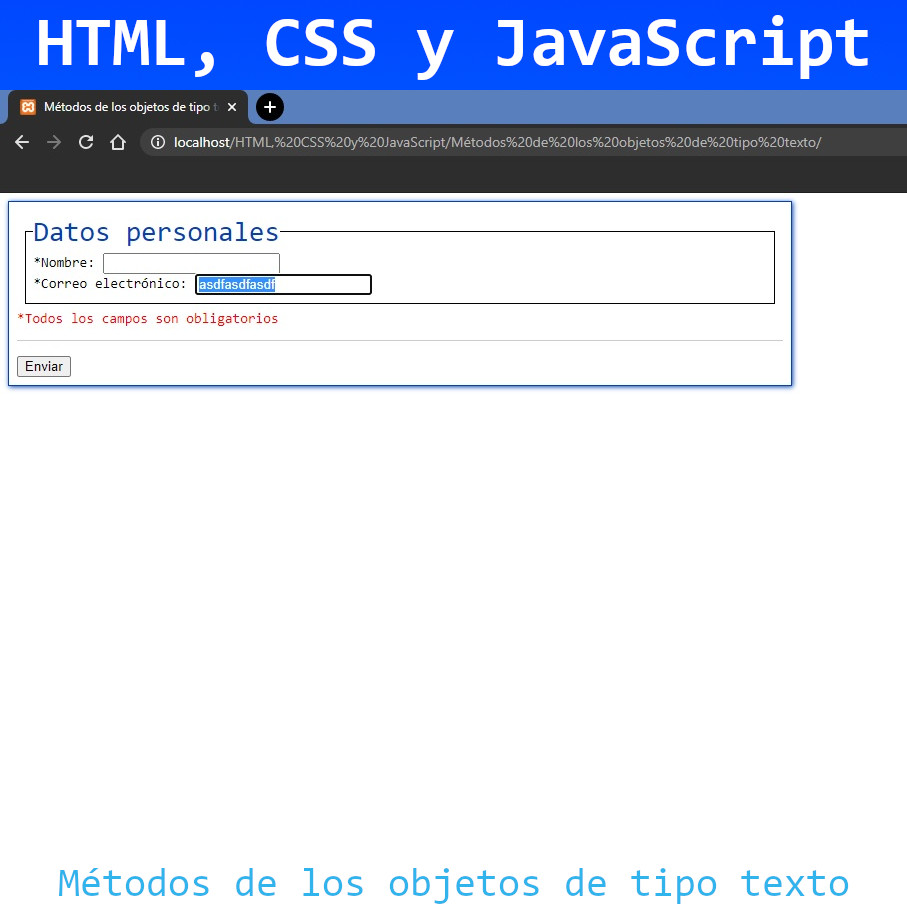 HTML, CSS y JavaScript
Métodos de los objetos de tipo t
localhost/HTML,%20CSS%20y%20JavaScript/Métodos%20de%20los%20objetos%20de%20tipo%20texto/
Datos personales
*Nombre:
*Correo electrónico: asdfasdfasdf
*Todos los campos son obligatorios
Enviar
Métodos de los objetos de tipo texto